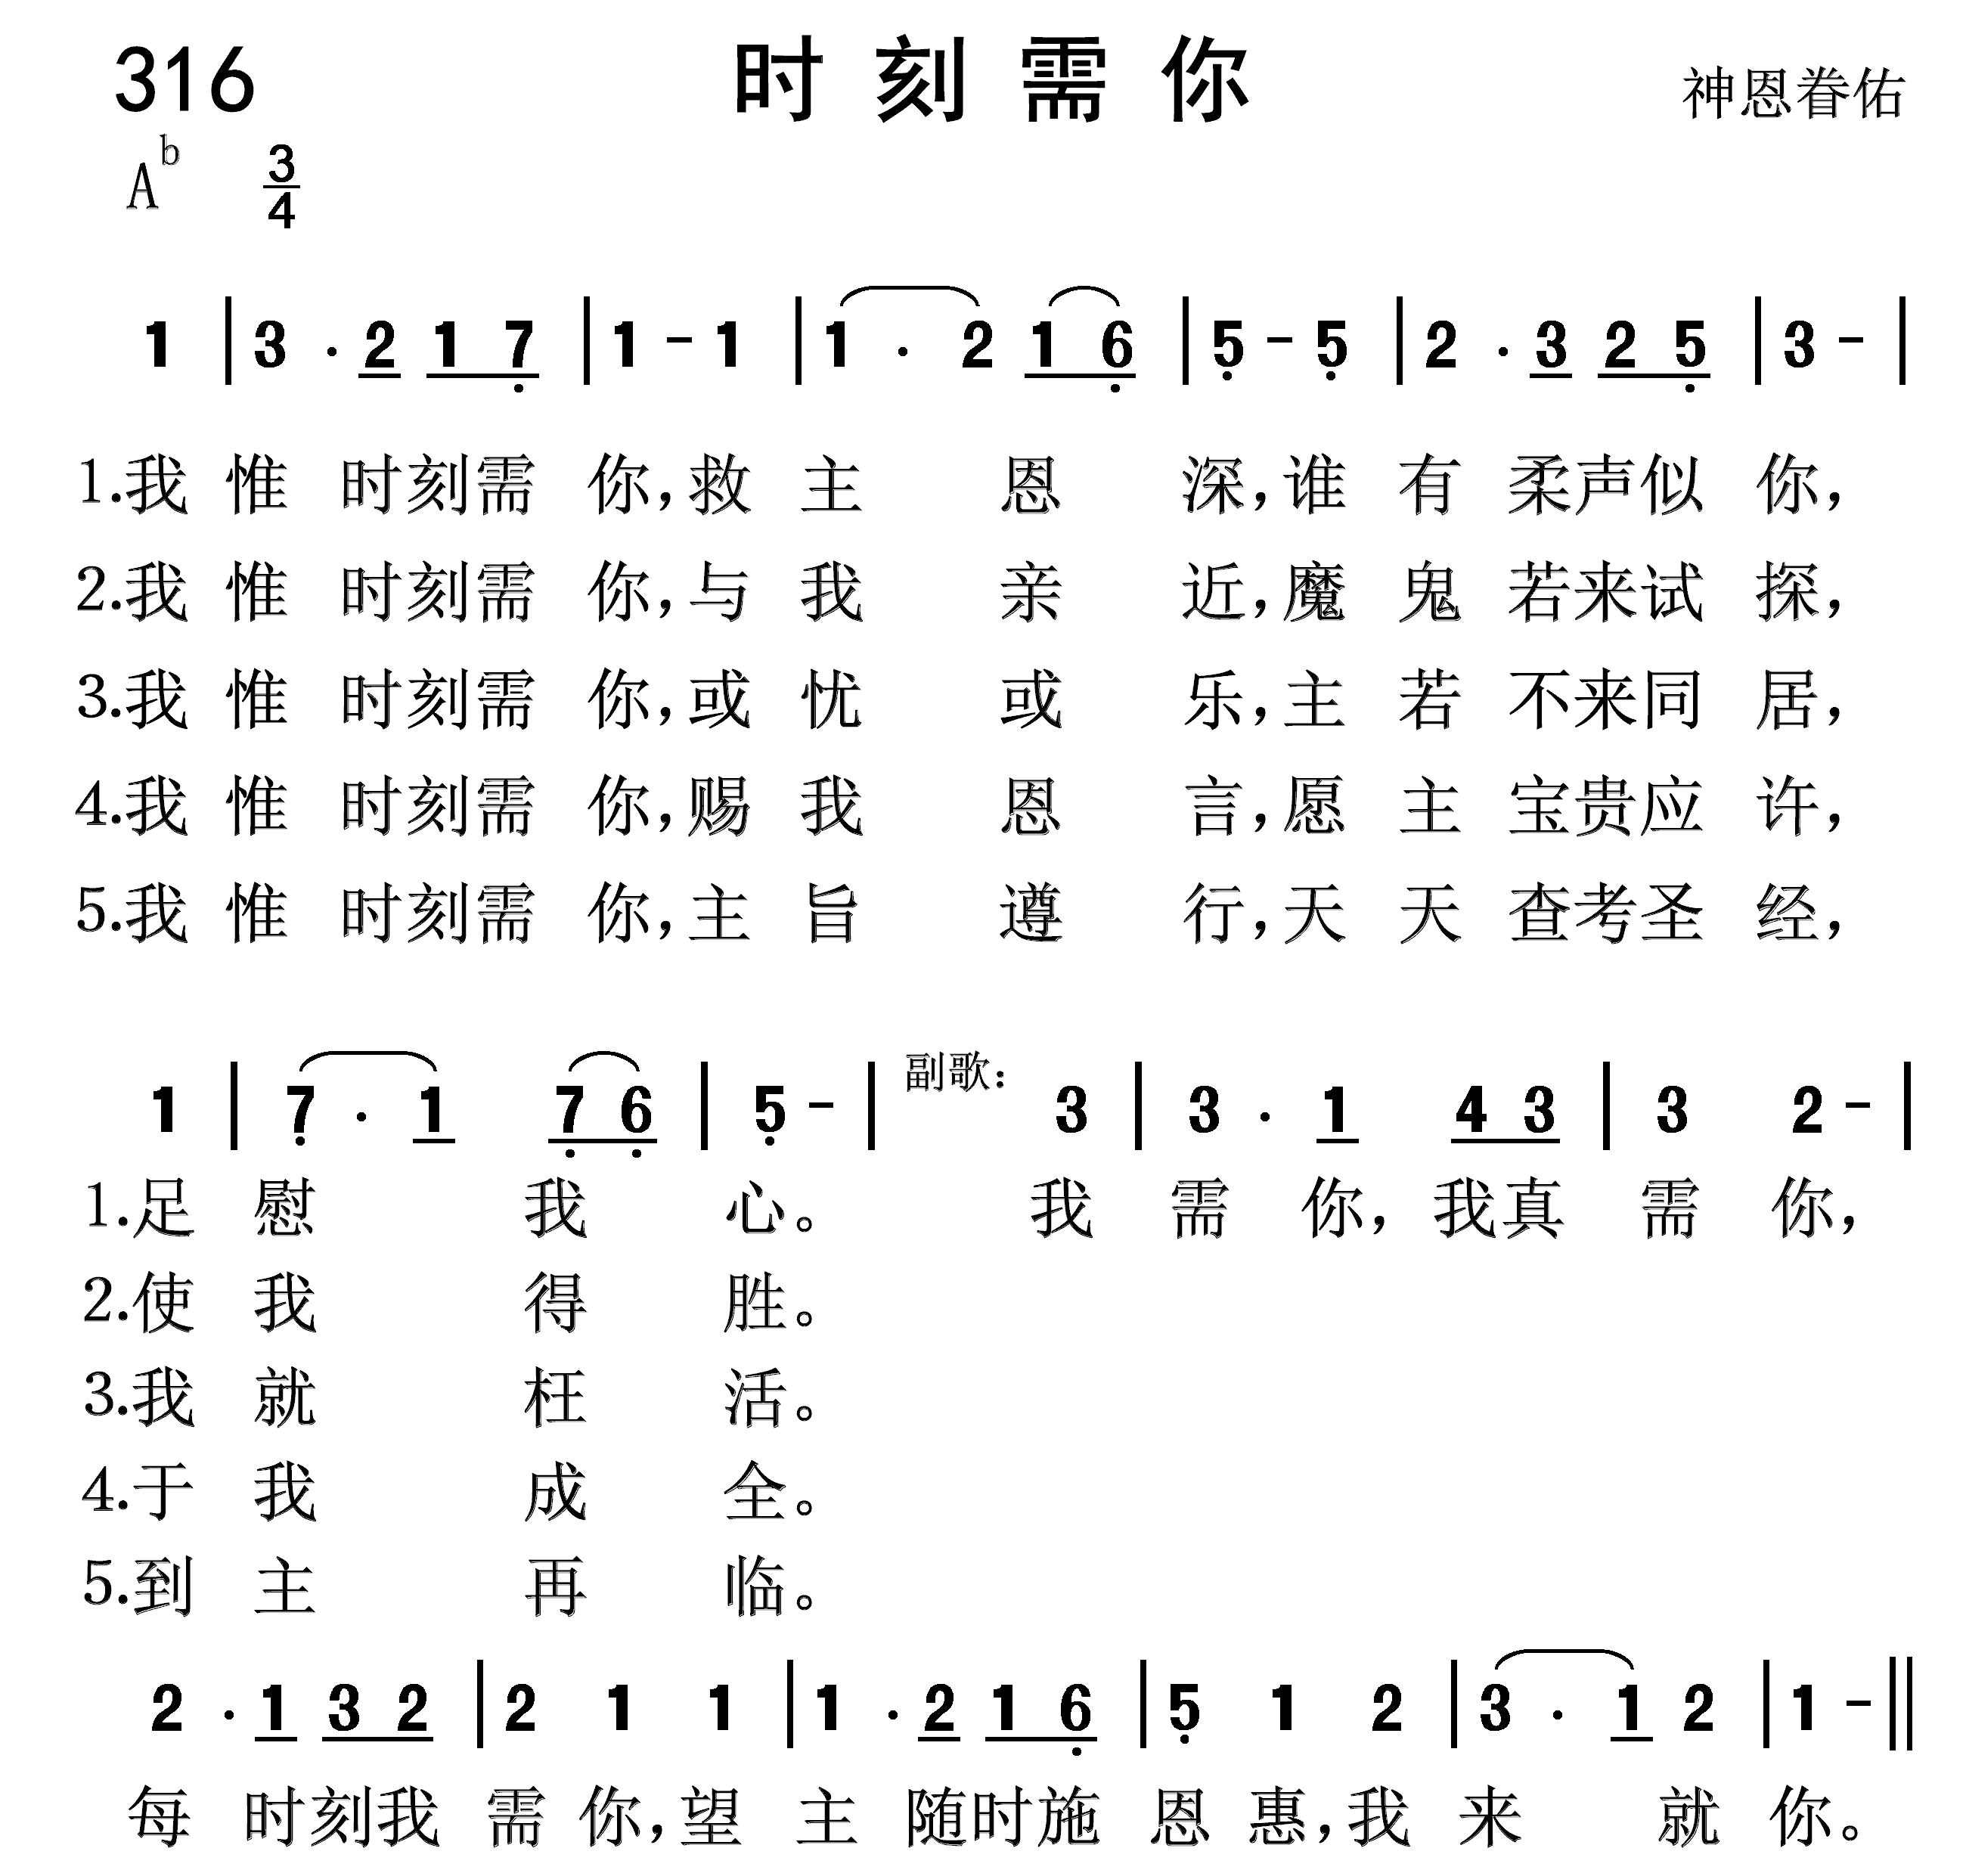 316 时刻需你 神恩眷佑
A♭ 3/4
1 | 3 · 2 1 7 | 1 - 1 | 1 · 2 1 6 | 5 - 5 | 2 · 3 2 5 | 3 - |
1.我惟时刻需你,救主恩深,谁有柔声似你,
2.我惟时刻需你,与我亲近,魔鬼若来试探,
3.我惟时刻需你,或忧或乐,主若不来同居,
4.我惟时刻需你,赐我恩言,愿主宝贵应许,
5.我惟时刻需你,主旨遵行,天天查考圣经,
1 | 7 · 1 7 6 | 5 - | 副歌: 3 | 3 · 1 4 3 | 3 2 - |
1.足慰我心。 我需你,我真需你,
2.使我得胜。
3.我就枉活。
4.于我成全。
5.到主再临。
2 · 1 3 2 | 2 1 1 | 1 · 2 1 6 | 5 1 2 | 3 · 1 2 | 1 - ||
每时刻我需你,望主随时施恩惠,我来就你。